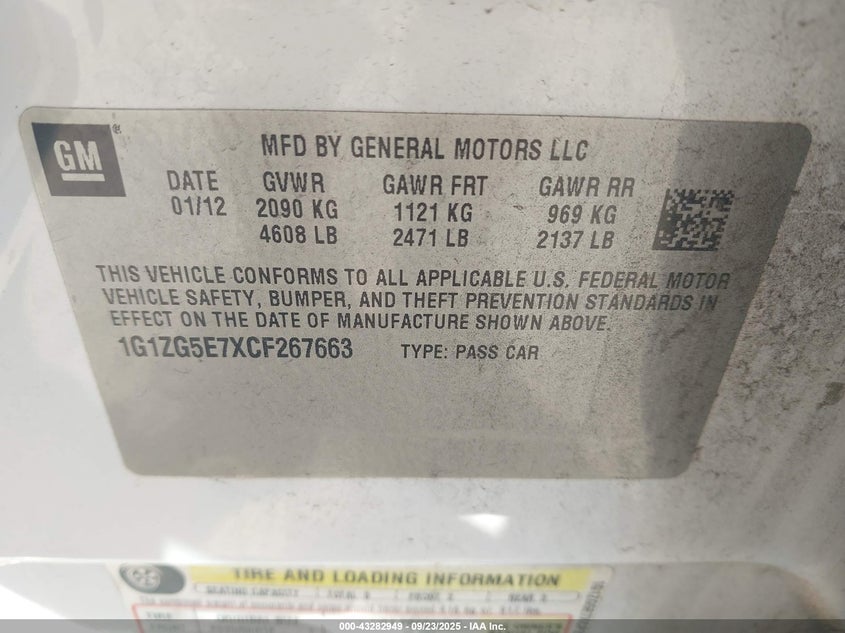 GM
MFD BY GENERAL MOTORS LLC
DATE GVWR GAWR FRT GAWR RR
01/12 2090 KG 1121 KG 969 KG
4608 LB 2471 LB 2137 LB
THIS VEHICLE CONFORMS TO ALL APPLICABLE U.S. FEDERAL MOTOR
VEHICLE SAFETY, BUMPER, AND THEFT PREVENTION STANDARDS IN
EFFECT ON THE DATE OF MANUFACTURE SHOWN ABOVE.
1G1ZG5E7XCF267663 TYPE: PASS CAR
TIRE AND LOADING INFORMATION
SEATING CAPACITY
000-43282949 - 09/23/2025 - IAA Inc.